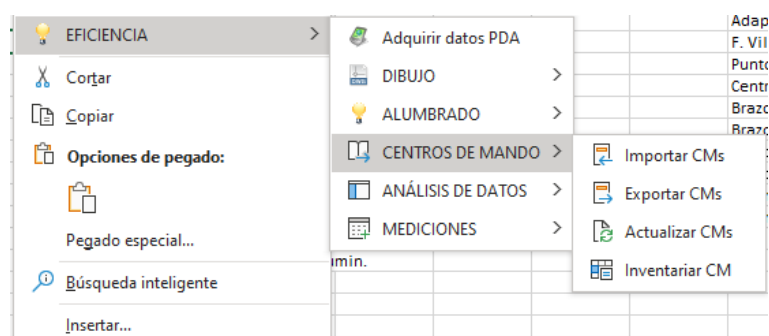 EFICIENCIA
Cortar
Copiar
Opciones de pegado:
Pegado especial...
Búsqueda inteligente
Insertar...
Adquirir datos PDA
DIBUJO
ALUMBRADO
CENTROS DE MANDO
ANÁLISIS DE DATOS
MEDICIONES
Importar CMs
Exportar CMs
Actualizar CMs
Inventariar CM
Adap
F. Vil
Punto
Centr
Brazo
Brazo
umin.